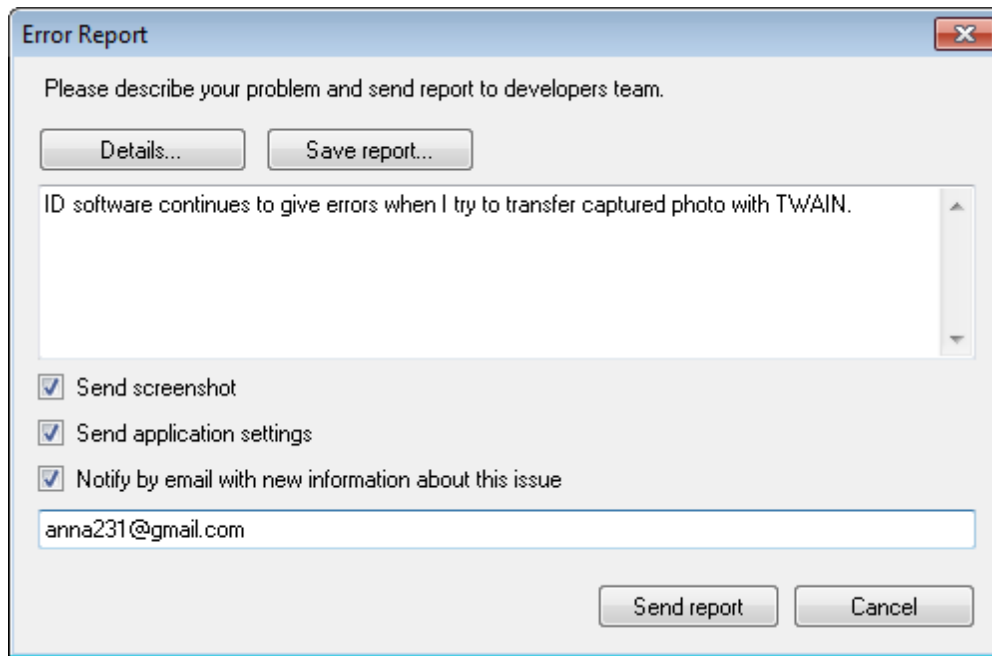 Error Report
Please describe your problem and send report to developers team.
Details... Save report...
ID software continues to give errors when I try to transfer captured photo with TWAIN.
Send screenshot
Send application settings
Notify by email with new information about this issue
anna231@gmail.com
Send report Cancel